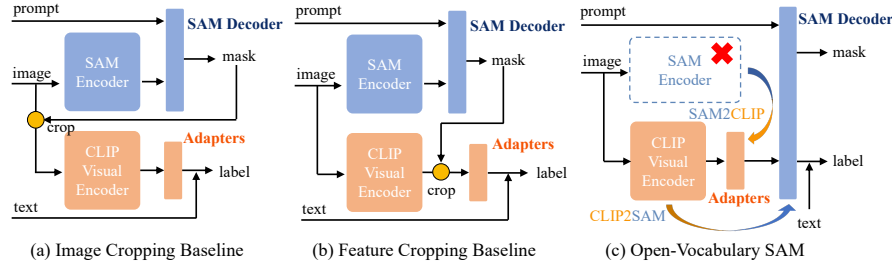 prompt
SAM Decoder
SAM
Encoder
mask
image
crop
CLIP
Visual
Encoder
Adapters
label
text
(a) Image Cropping Baseline
prompt
SAM Decoder
SAM
Encoder
mask
image
CLIP
Visual
Encoder
crop
Adapters
label
text
(b) Feature Cropping Baseline
prompt
SAM Decoder
SAM
Encoder
mask
image
SAM2CLIP
CLIP
Visual
Encoder
Adapters
label
CLIP2SAM
text
(c) Open-Vocabulary SAM